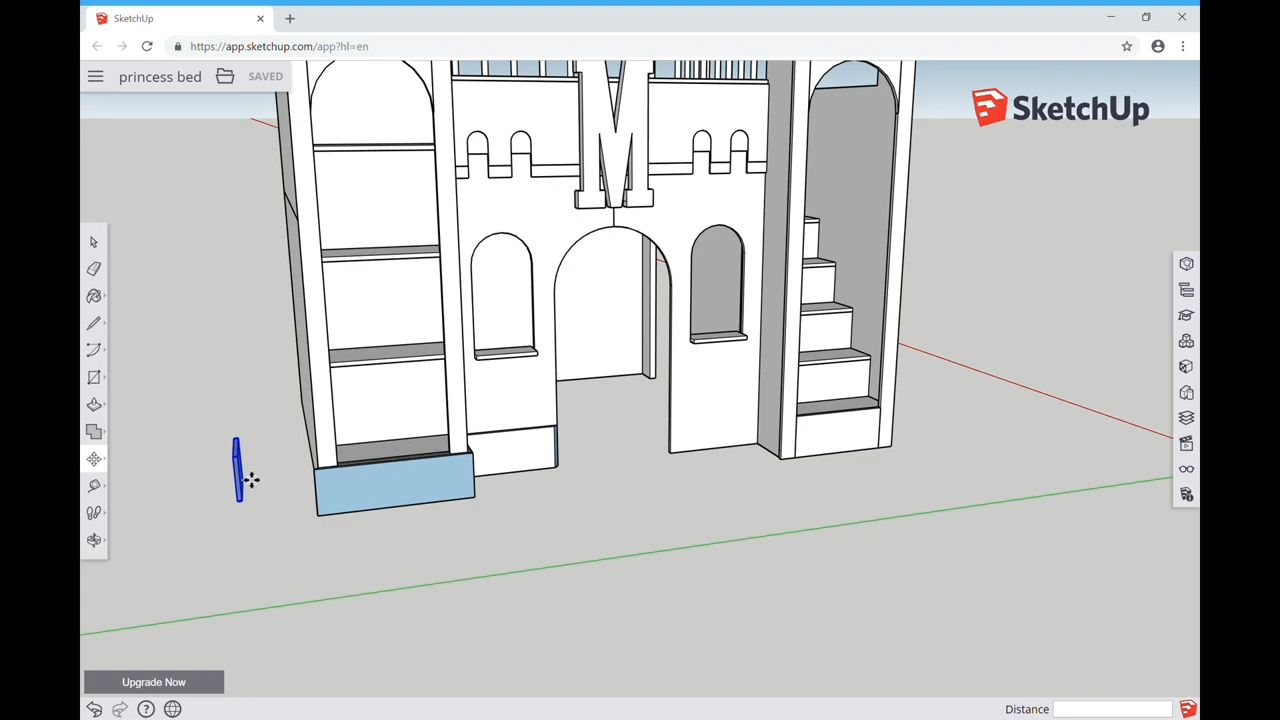 SketchUp
https://app.sketchup.com/app?hl=en
princess bed SAVED
SketchUp
M
Upgrade Now
Distance